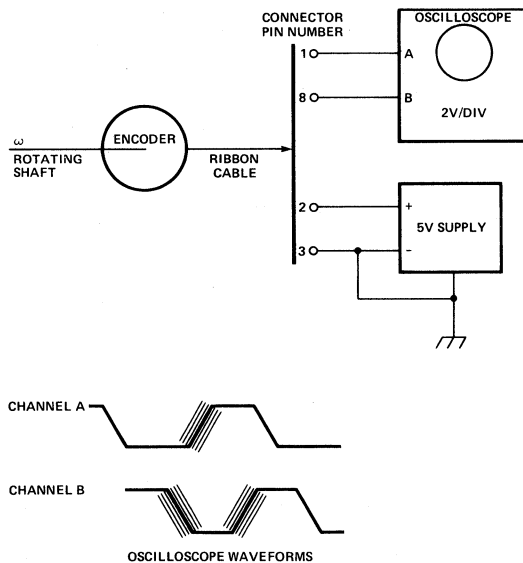 CONNECTOR
PIN NUMBER
OSCILLOSCOPE
1 A
8 B
2V/DIV
ENCODER
ω
ROTATING
SHAFT
RIBBON
CABLE
2 +
5V SUPPLY
3 -
CHANNEL A
CHANNEL B
OSCILLOSCOPE WAVEFORMS